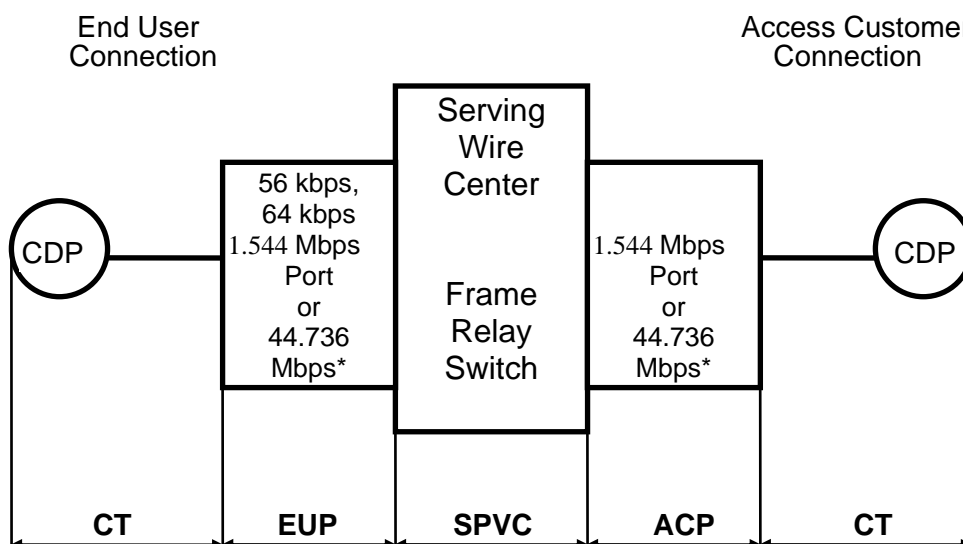 End User
Connection
Access Customer
Connection
CDP
56 kbps,
64 kbps
1.544 Mbps
Port
or
44.736
Mbps*
Serving
Wire
Center
Frame
Relay
Switch
1.544 Mbps
Port
or
44.736
Mbps*
CDP
CT
EUP
SPVC
ACP
CT